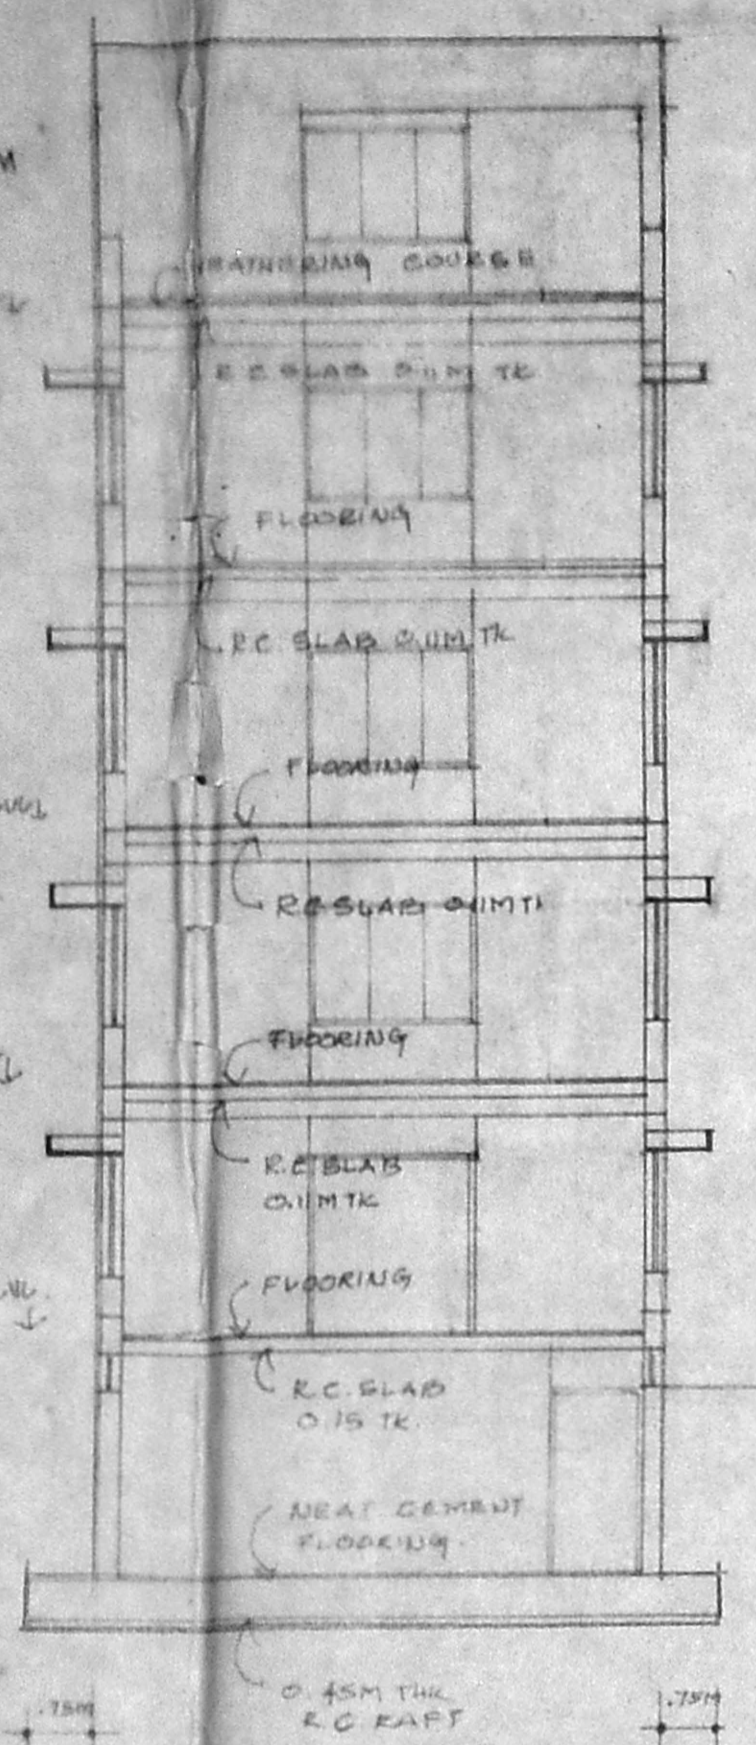 WEATHERING COURSE
R C SLAB 0.11M TK
FLOORING
R.C. SLAB 0.11M TK
FLOORING
R C SLAB 0.11M TK
FLOORING
R.C SLAB
0.11M TK
FLOORING
R.C. SLAB
0.15 TK.
NEAT CEMENT
FLOORING.
0.45M THK
R C RAFT
.75M
.75M